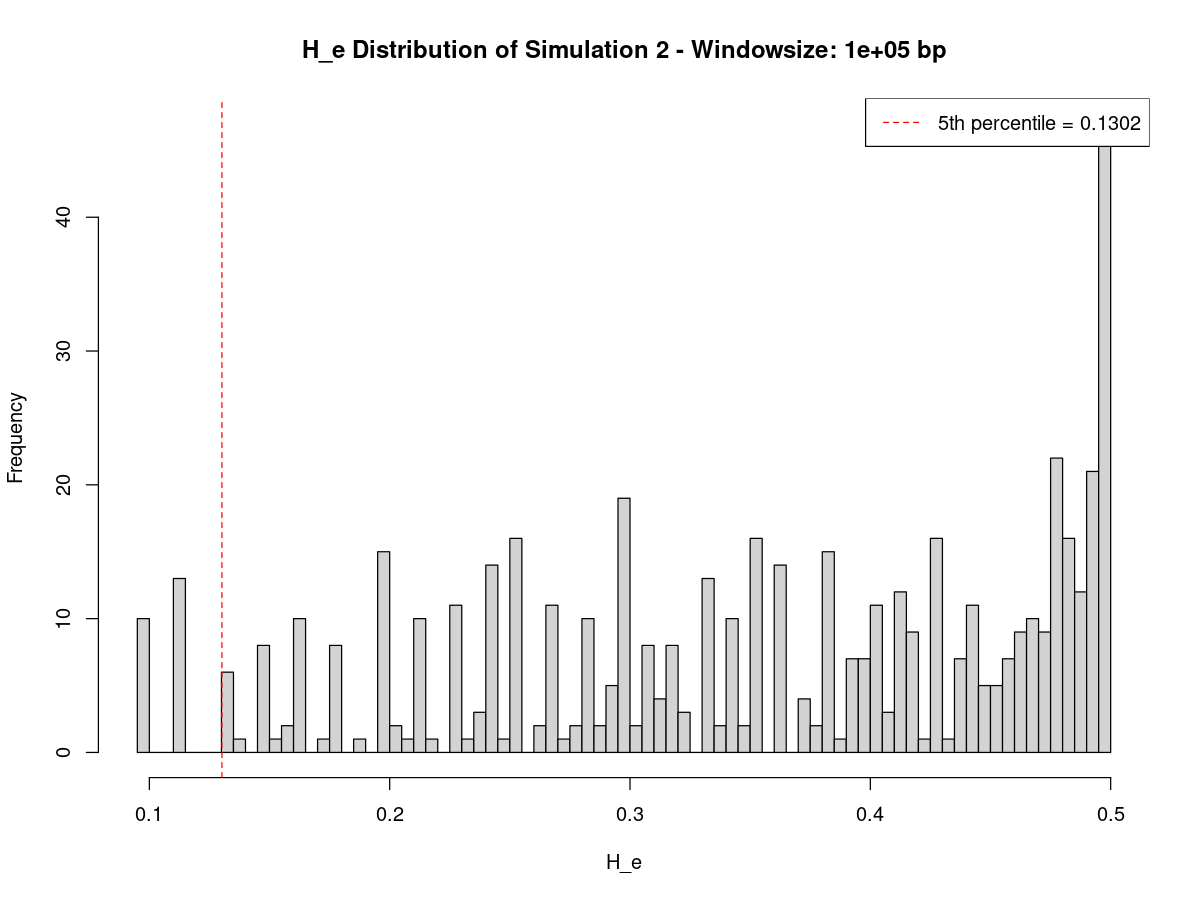 H_e Distribution of Simulation 2 - Windowsize: 1e+05 bp
5th percentile = 0.1302
Frequency
40
30
20
10
0
0.1 0.2 0.3 0.4 0.5
H_e